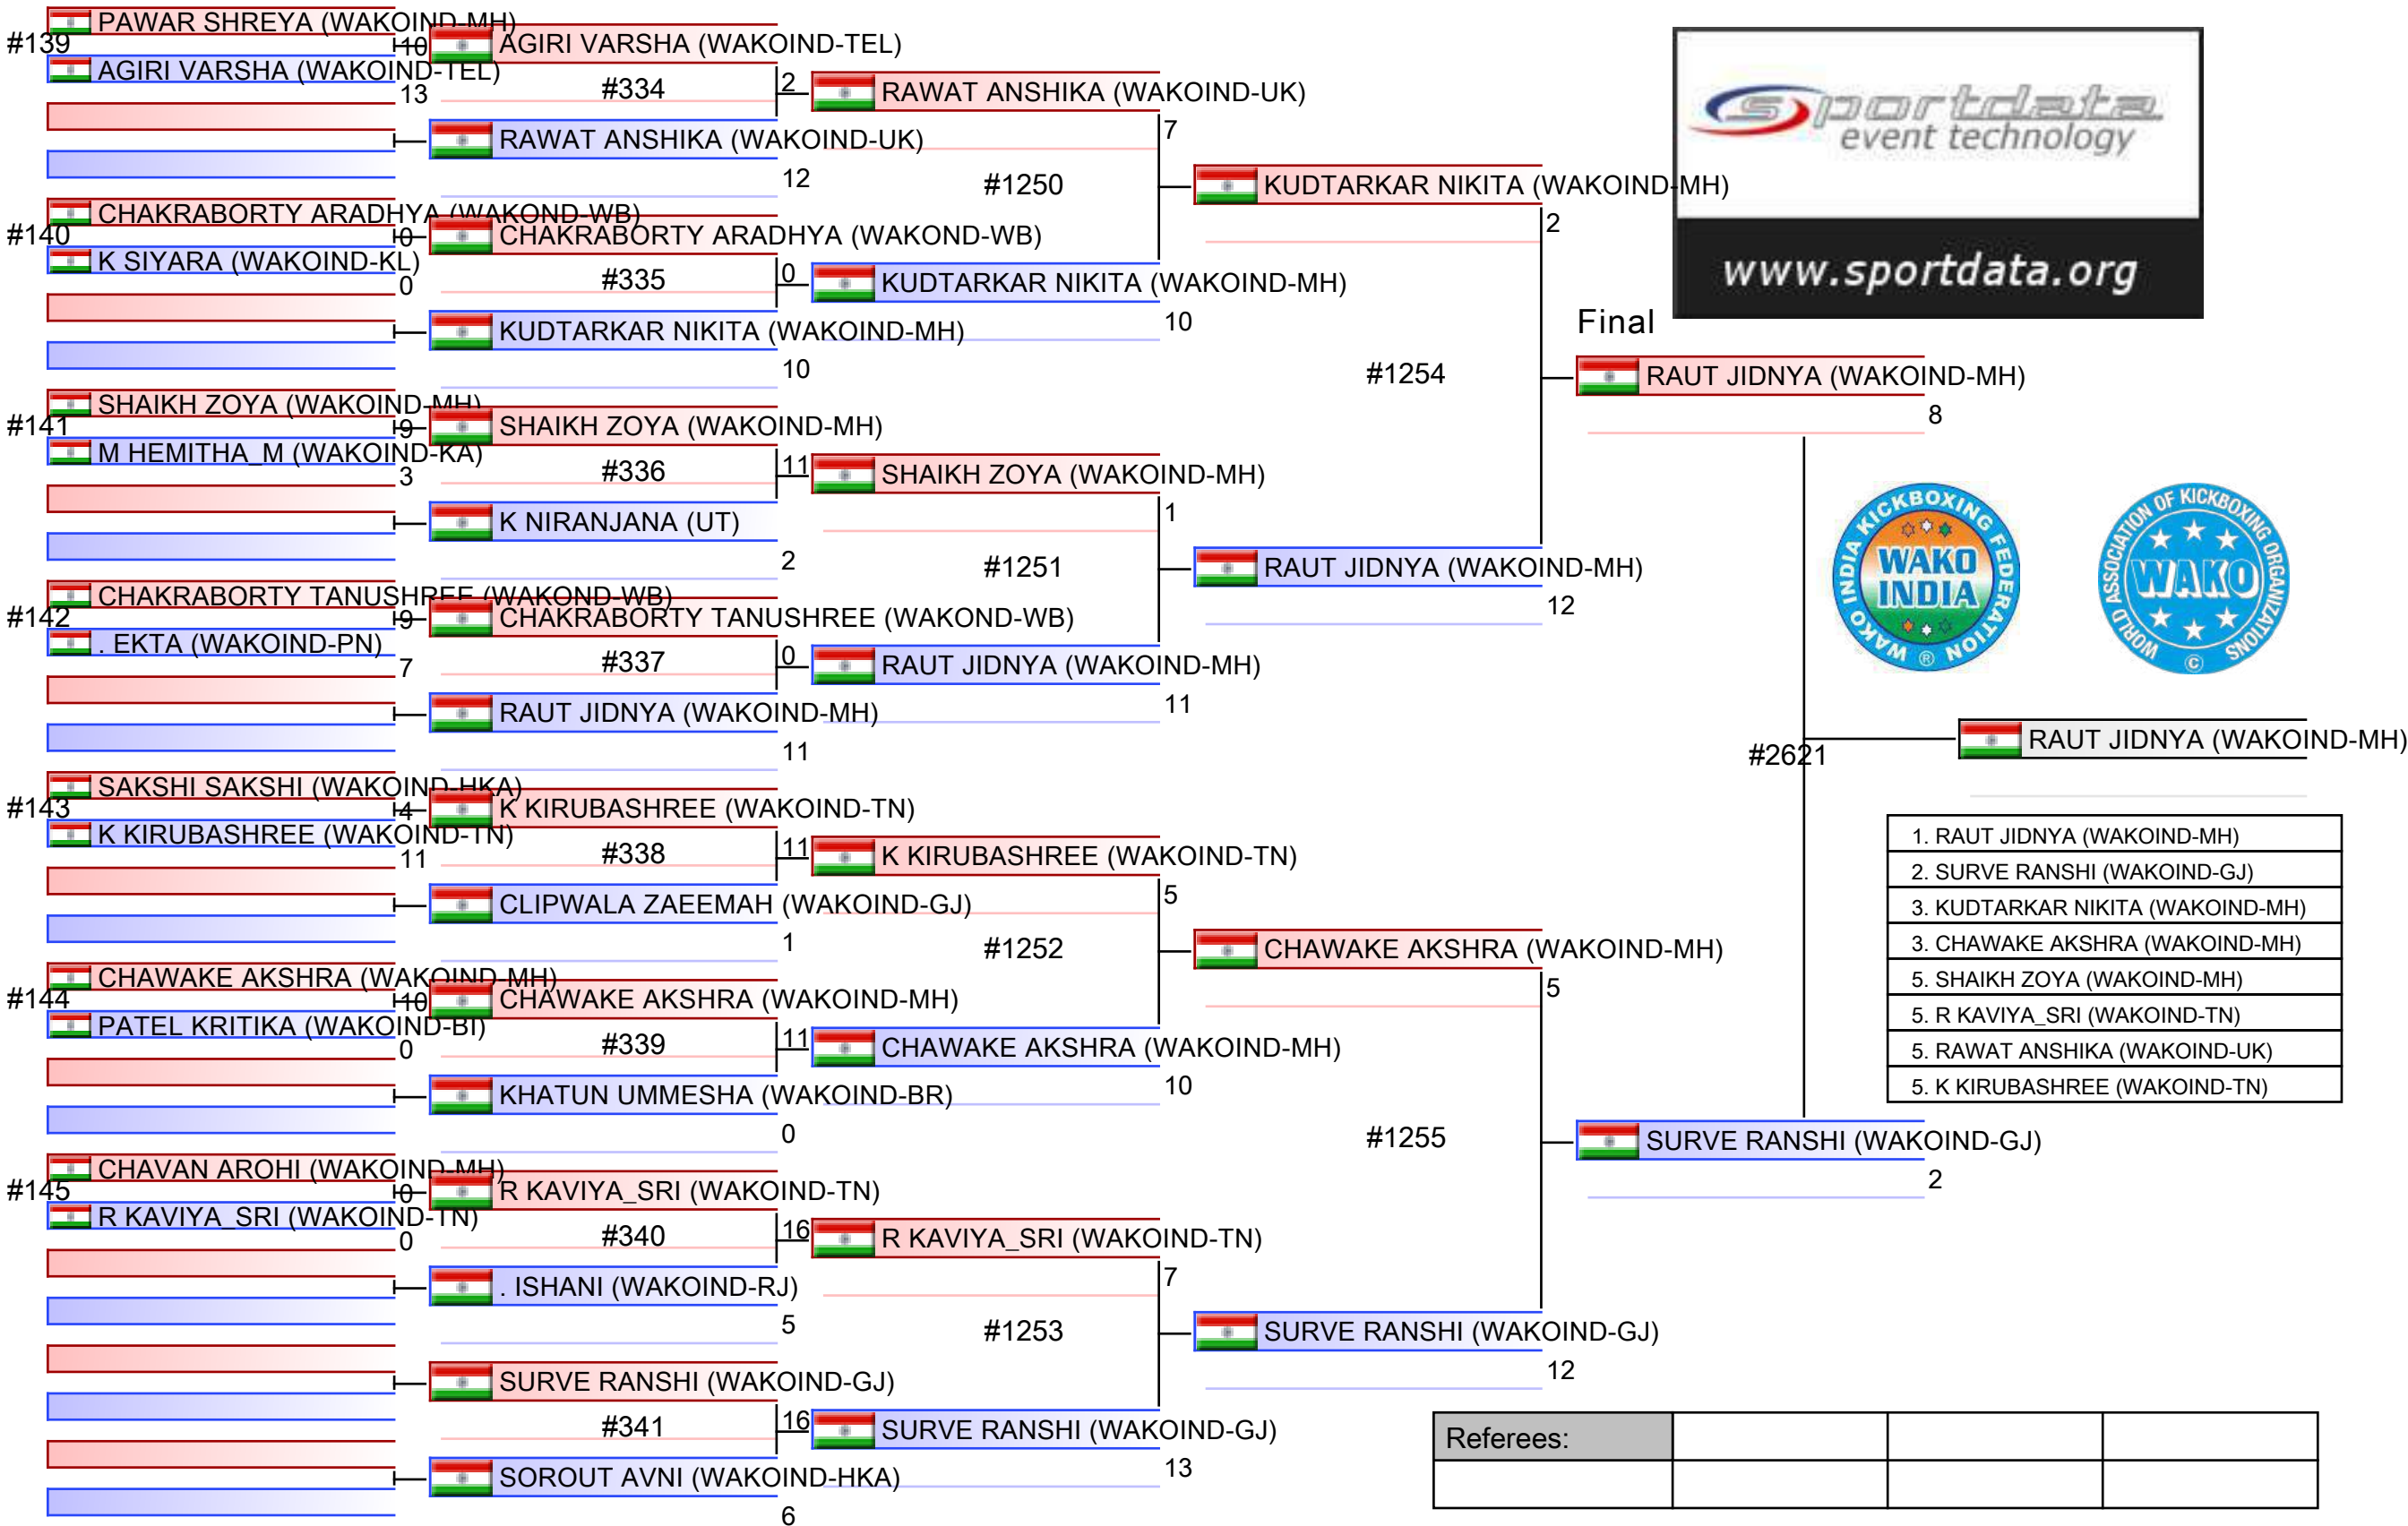 PAWAR SHREYA (WAKOIND-MH)
#139
10
AGIRI VARSHA (WAKOIND-TEL)
13
AGIRI VARSHA (WAKOIND-TEL)
#334
2
RAWAT ANSHIKA (WAKOIND-UK)
12
CHAKRABORTY ARADHYA (WAKOND-WB)
#140
0
K SIYARA (WAKOIND-KL)
0
CHAKRABORTY ARADHYA (WAKOND-WB)
#335
0
KUDTARKAR NIKITA (WAKOIND-MH)
10
SHAIKH ZOYA (WAKOIND-MH)
#141
9
M HEMITHA_M (WAKOIND-KA)
3
SHAIKH ZOYA (WAKOIND-MH)
#336
11
K NIRANJANA (UT)
2
CHAKRABORTY TANUSHREE (WAKOND-WB)
#142
9
. EKTA (WAKOIND-PN)
7
CHAKRABORTY TANUSHREE (WAKOND-WB)
#337
0
RAUT JIDNYA (WAKOIND-MH)
11
SAKSHI SAKSHI (WAKOIND-HKA)
#143
4
K KIRUBASHREE (WAKOIND-TN)
11
K KIRUBASHREE (WAKOIND-TN)
#338
11
CLIPWALA ZAEEMAH (WAKOIND-GJ)
1
CHAWAKE AKSHRA (WAKOIND-MH)
#144
10
PATEL KRITIKA (WAKOIND-BI)
0
CHAWAKE AKSHRA (WAKOIND-MH)
#339
11
KHATUN UMMESHA (WAKOIND-BR)
0
CHAVAN AROHI (WAKOIND-MH)
#145
0
R KAVIYA_SRI (WAKOIND-TN)
0
R KAVIYA_SRI (WAKOIND-TN)
#340
16
. ISHANI (WAKOIND-RJ)
5
SURVE RANSHI (WAKOIND-GJ)
#341
16
SOROUT AVNI (WAKOIND-HKA)
6
RAWAT ANSHIKA (WAKOIND-UK)
7
#1250
KUDTARKAR NIKITA (WAKOIND-MH)
10
SHAIKH ZOYA (WAKOIND-MH)
1
#1251
RAUT JIDNYA (WAKOIND-MH)
11
K KIRUBASHREE (WAKOIND-TN)
5
#1252
CHAWAKE AKSHRA (WAKOIND-MH)
10
R KAVIYA_SRI (WAKOIND-TN)
7
#1253
SURVE RANSHI (WAKOIND-GJ)
13
KUDTARKAR NIKITA (WAKOIND-MH)
2
#1254
RAUT JIDNYA (WAKOIND-MH)
12
CHAWAKE AKSHRA (WAKOIND-MH)
5
#1255
SURVE RANSHI (WAKOIND-GJ)
12
sportdata
event technology
www.sportdata.org
Final
RAUT JIDNYA (WAKOIND-MH)
8
WAKO INDIA KICKBOXING FEDERATION
WAKO
INDIA
®
WORLD ASSOCIATION OF KICKBOXING ORGANIZATIONS
WAKO
©
#2621
RAUT JIDNYA (WAKOIND-MH)
SURVE RANSHI (WAKOIND-GJ)
2
1. RAUT JIDNYA (WAKOIND-MH)
2. SURVE RANSHI (WAKOIND-GJ)
3. KUDTARKAR NIKITA (WAKOIND-MH)
3. CHAWAKE AKSHRA (WAKOIND-MH)
5. SHAIKH ZOYA (WAKOIND-MH)
5. R KAVIYA_SRI (WAKOIND-TN)
5. RAWAT ANSHIKA (WAKOIND-UK)
5. K KIRUBASHREE (WAKOIND-TN)
Referees: